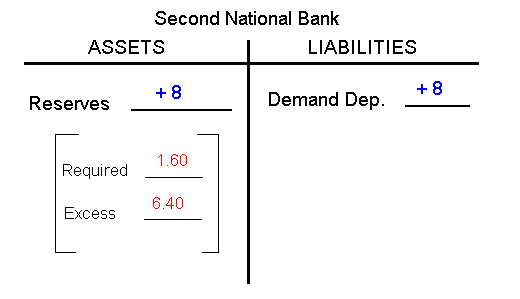 Second National Bank
ASSETS LIABILITIES
Reserves +8 Demand Dep. +8
Required 1.60
Excess 6.40